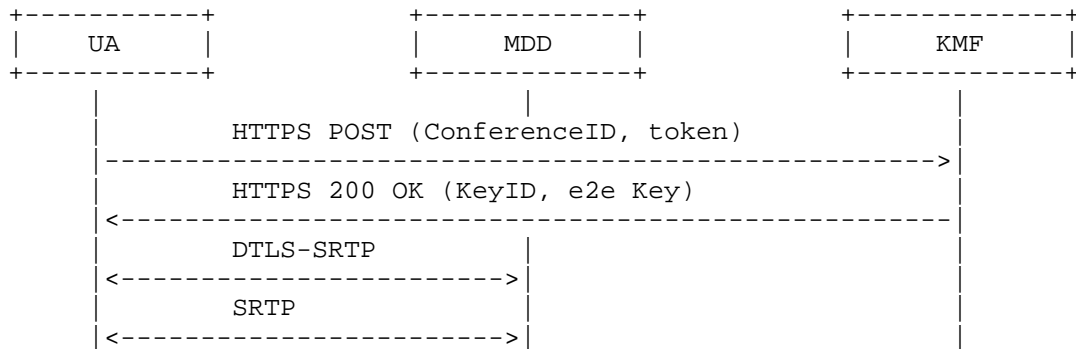 UA MDD KMF
HTTPS POST (ConferenceID, token)
HTTPS 200 OK (KeyID, e2e Key)
DTLS-SRTP
SRTP